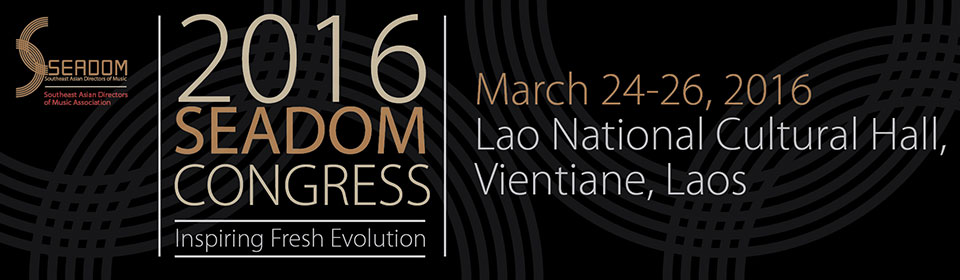 SEADOM
Southeast Asian Directors of Music
Southeast Asian Directors
of Music Association
2016
SEADOM
CONGRESS
Inspiring Fresh Evolution
March 24-26, 2016
Lao National Cultural Hall,
Vientiane, Laos